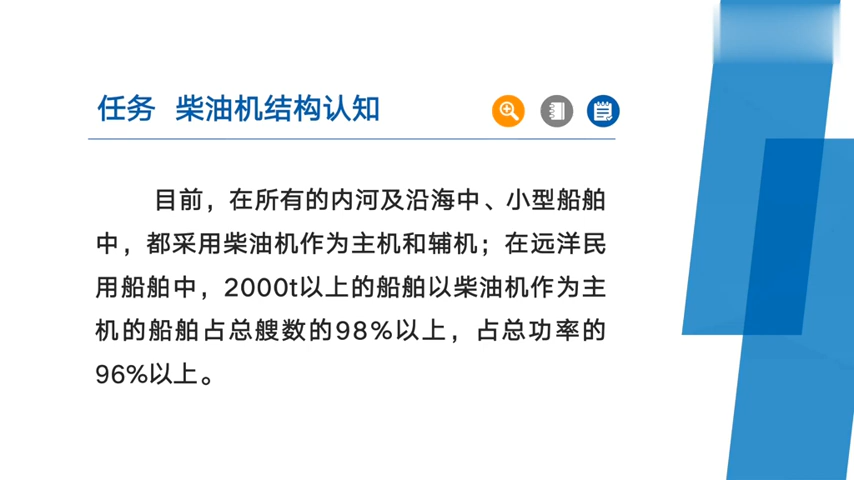 任务 柴油机结构认知
目前，在所有的内河及沿海中、小型船舶
中，都采用柴油机作为主机和辅机；在远洋民
用船舶中，2000t以上的船舶以柴油机作为主
机的船舶占总艘数的98%以上，占总功率的
96%以上。